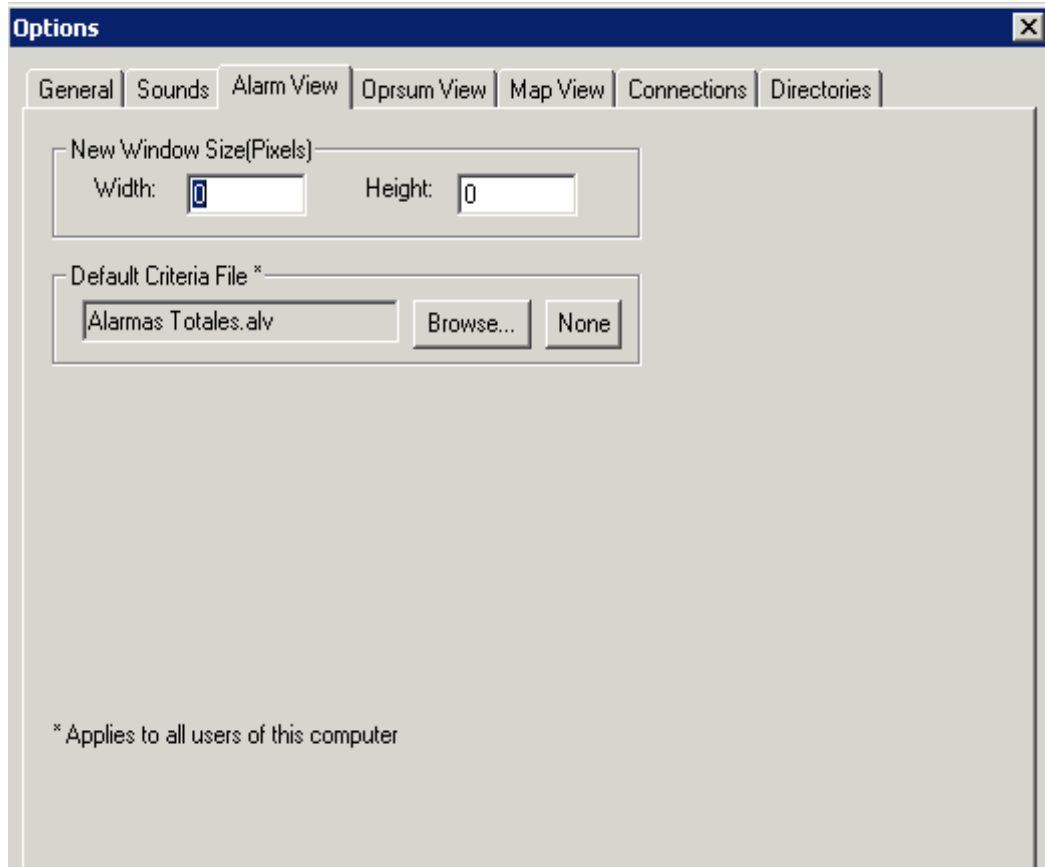 Options
General Sounds Alarm View Oprsum View Map View Connections Directories
New Window Size(Pixels)
Width: 0 Height: 0
Default Criteria File *
Alarmas Totales.alv Browse... None
* Applies to all users of this computer